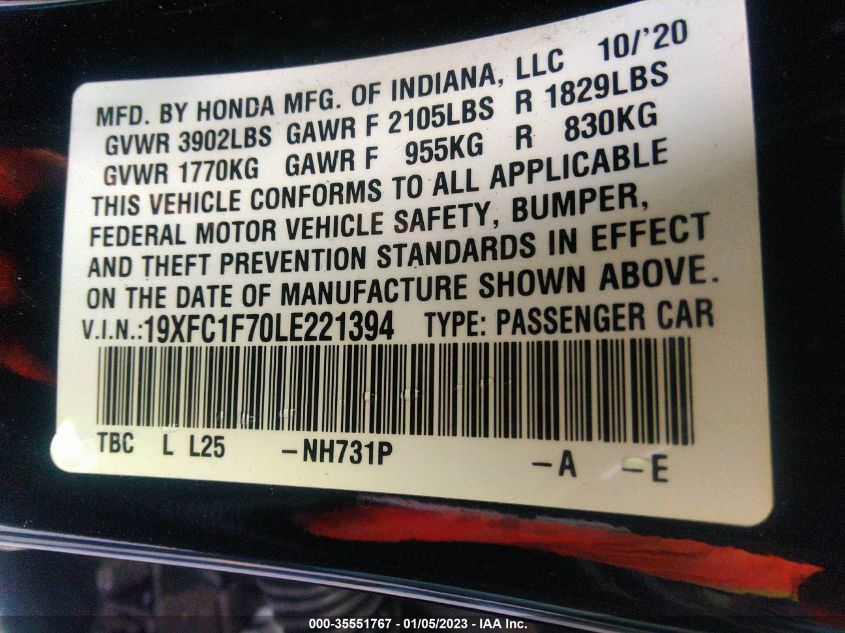 MFD. BY HONDA MFG. OF INDIANA, LLC 10/'20
GVWR 3902LBS GAWR F 2105LBS R 1829LBS
GVWR 1770KG GAWR F 955KG R 830KG
THIS VEHICLE CONFORMS TO ALL APPLICABLE
FEDERAL MOTOR VEHICLE SAFETY, BUMPER,
AND THEFT PREVENTION STANDARDS IN EFFECT
ON THE DATE OF MANUFACTURE SHOWN ABOVE.
V.I.N.:19XFC1F70LE221394 TYPE: PASSENGER CAR
TBC L L25 -NH731P -A -E
000-35551767 - 01/05/2023 - IAA Inc.